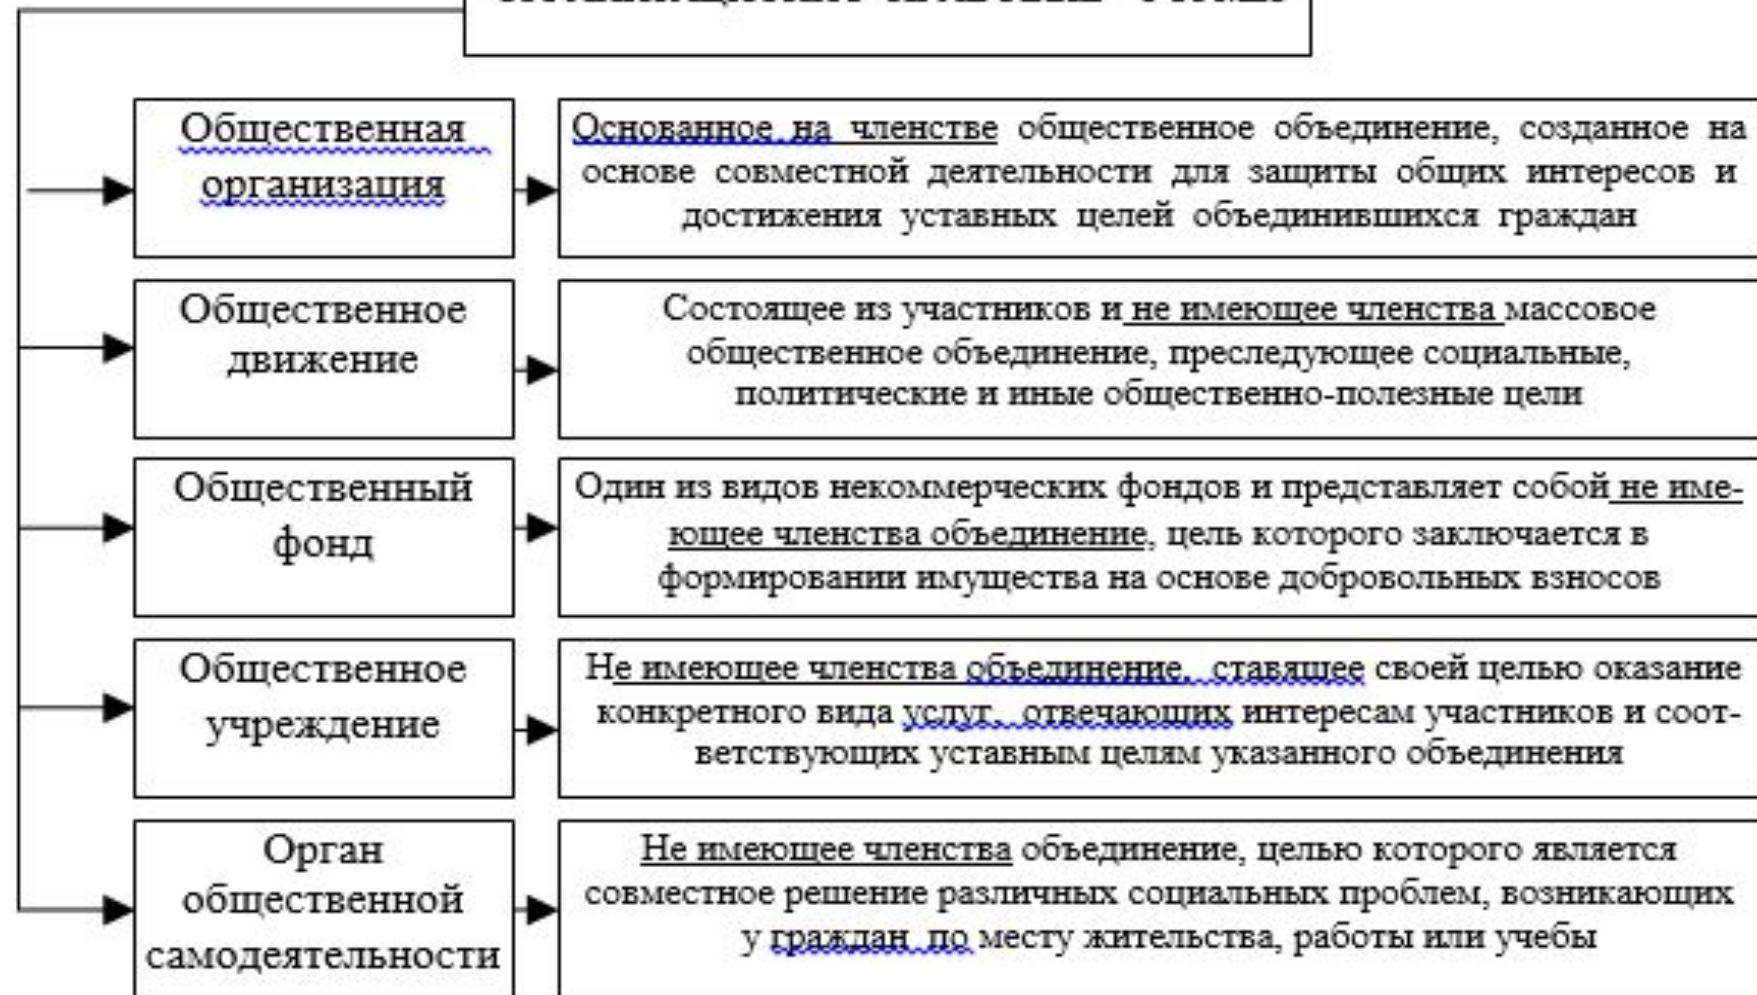 Общественная
организация
Основанное на членстве общественное объединение, созданное на
основе совместной деятельности для защиты общих интересов и
достижения уставных целей объединившихся граждан
Общественное
движение
Состоящее из участников и не имеющее членства массовое
общественное объединение, преследующее социальные,
политические и иные общественно-полезные цели
Общественный
фонд
Один из видов некоммерческих фондов и представляет собой не име-
ющее членства объединение, цель которого заключается в
формировании имущества на основе добровольных взносов
Общественное
учреждение
Не имеющее членства объединение, ставящее своей целью оказание
конкретного вида услуг, отвечающих интересам участников и соот-
ветствующих уставным целям указанного объединения
Орган
общественной
самодеятельности
Не имеющее членства объединение, целью которого является
совместное решение различных социальных проблем, возникающих
у граждан по месту жительства, работы или учебы